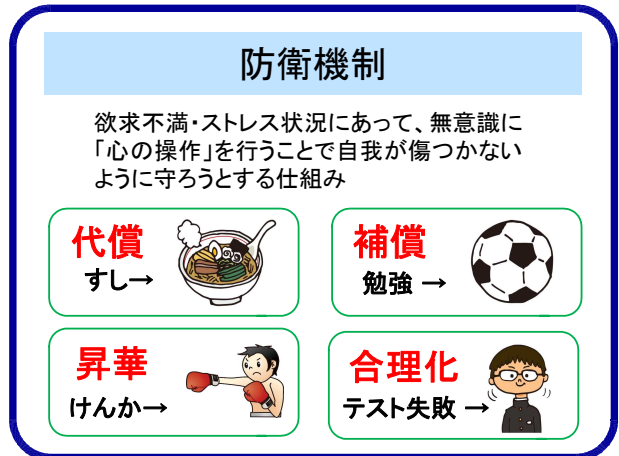 防衛機制
欲求不満・ストレス状況にあって、無意識に
「心の操作」を行うことで自我が傷つかない
ように守ろうとする仕組み
代償
すし→
補償
勉強 →
昇華
けんか→
合理化
テスト失敗 →